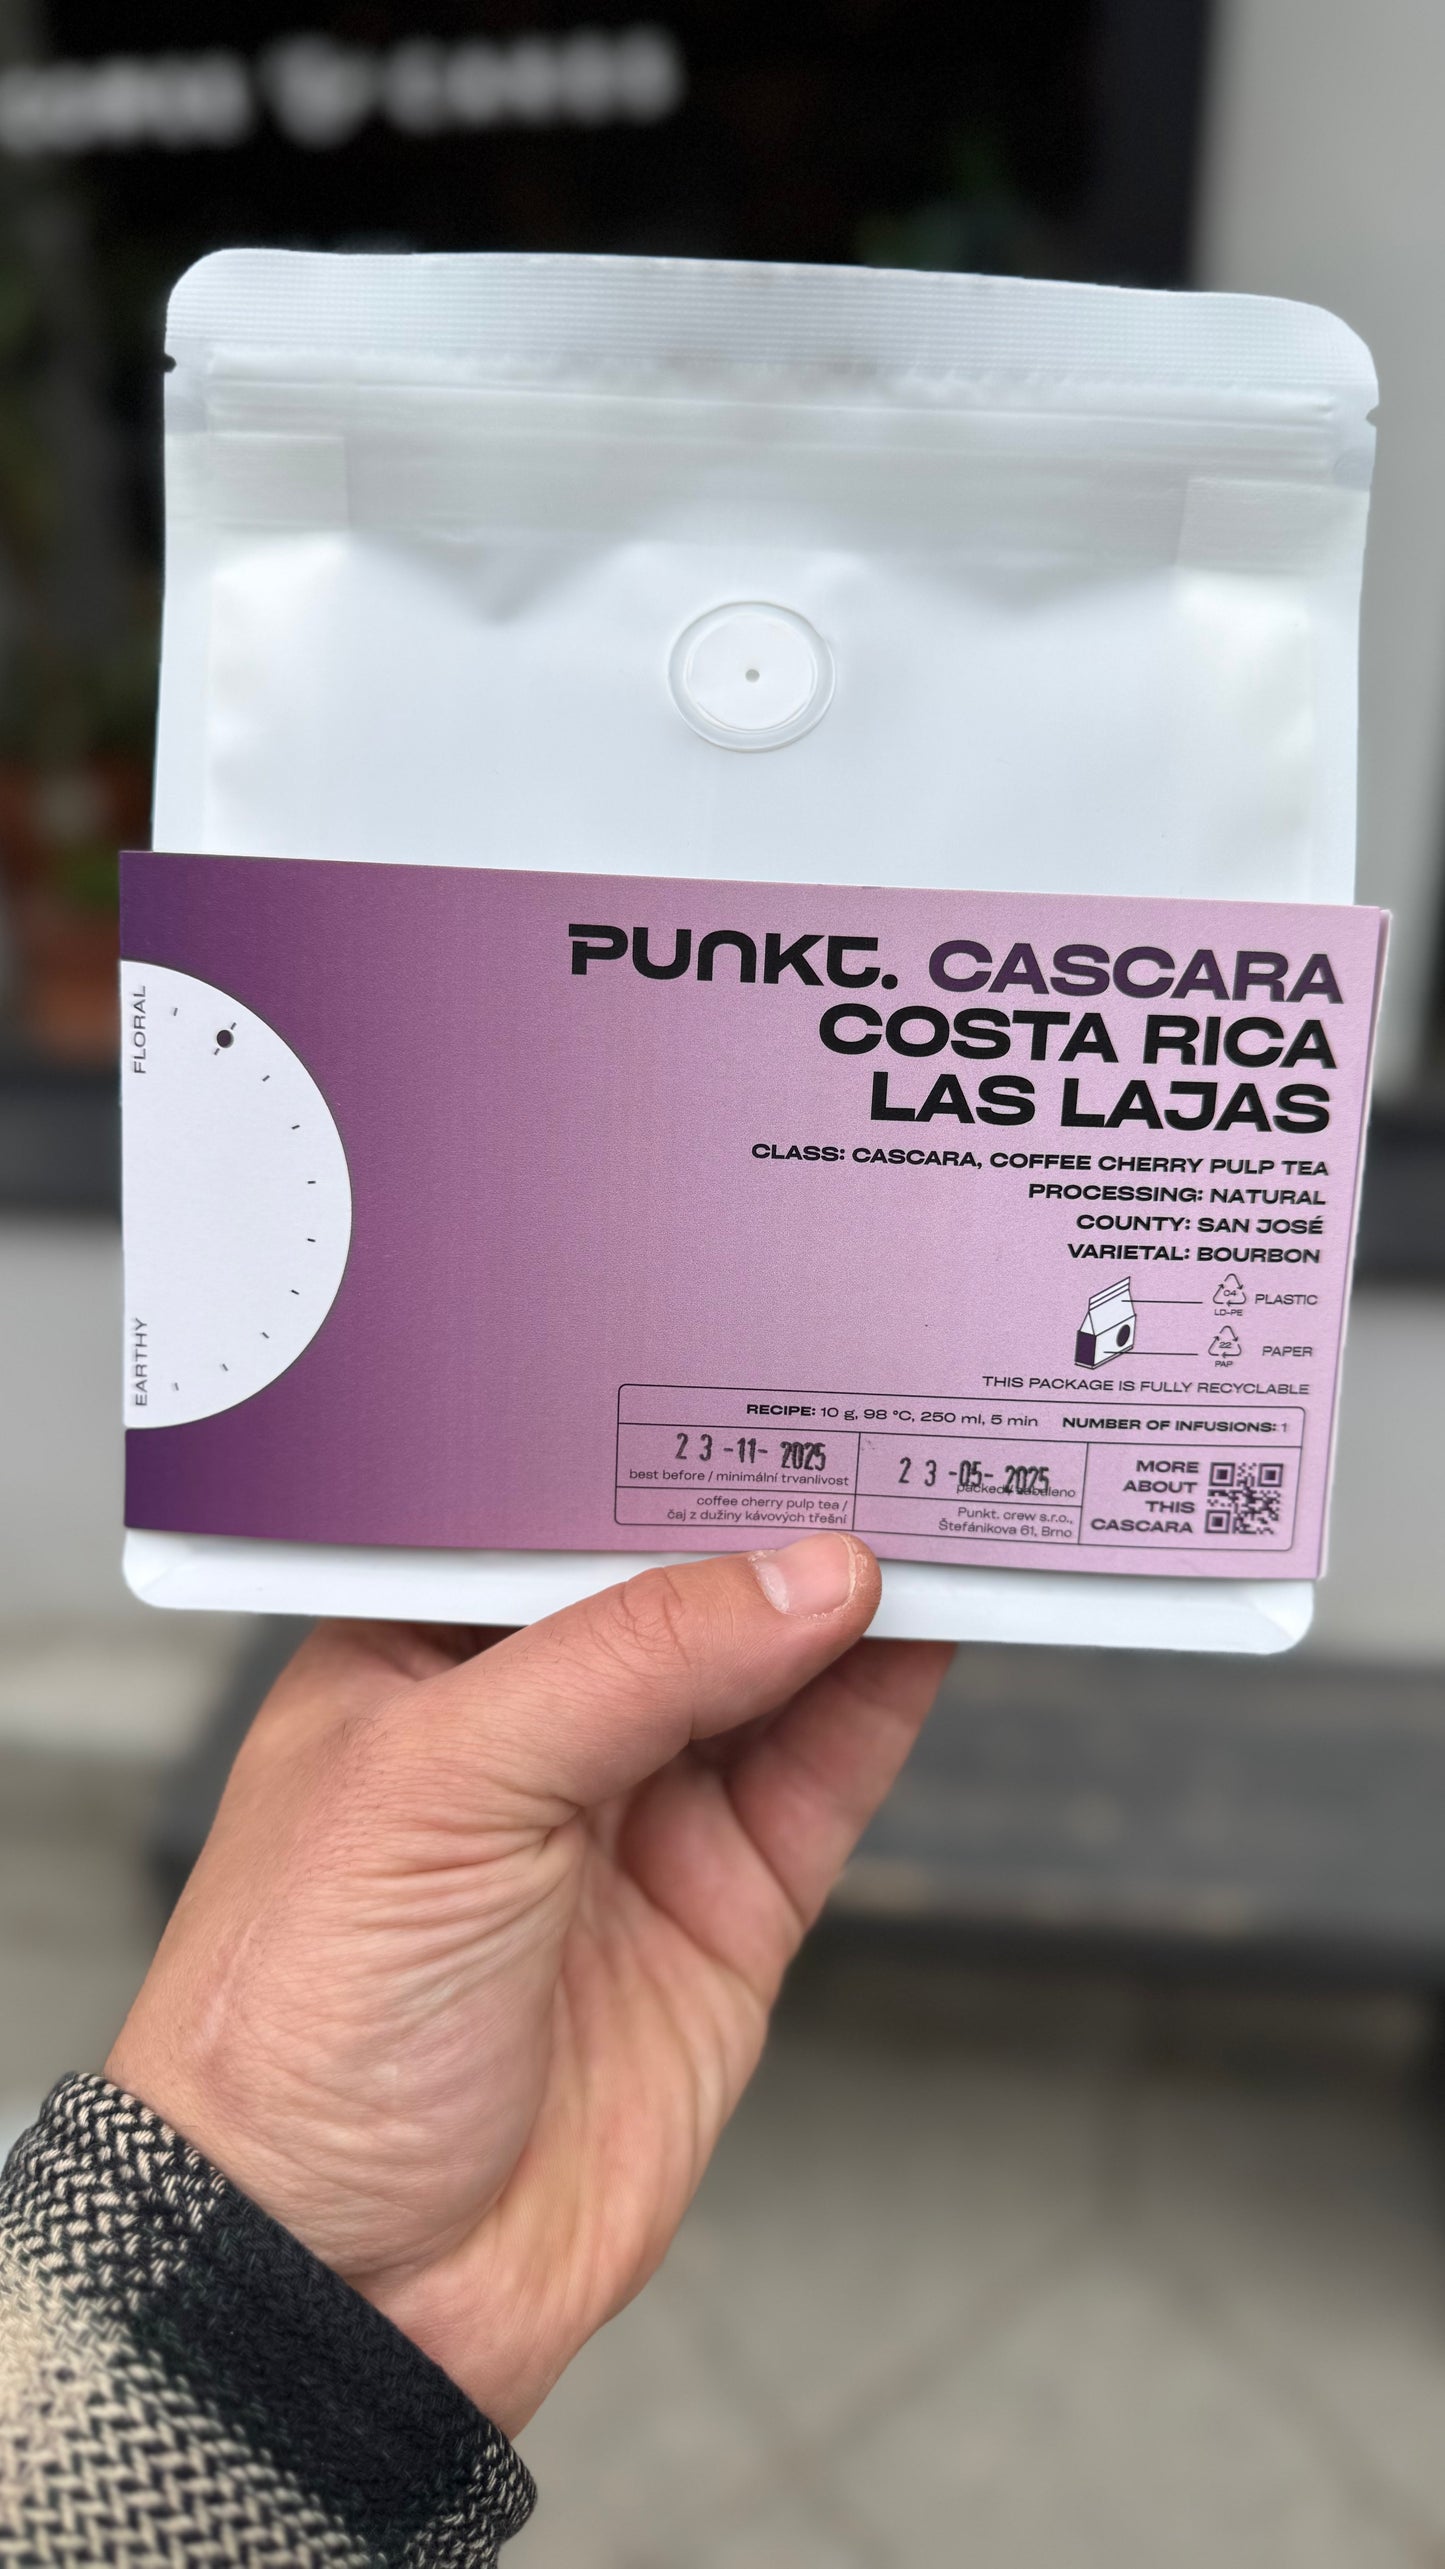 PUNKT. CASCARA
COSTA RICA
LAS LAJAS
CLASS: CASCARA, COFFEE CHERRY PULP TEA
PROCESSING: NATURAL
COUNTY: SAN JOSÉ
VARIETAL: BOURBON
FLORAL
EARTHY
04
LD-PE
PLASTIC
22
PAP
PAPER
THIS PACKAGE IS FULLY RECYCLABLE
RECIPE: 10 g, 98 °C, 250 ml, 5 min NUMBER OF INFUSIONS: 1
23-11-2025
best before / minimální trvanlivost
coffee cherry pulp tea /
čaj z dužiny kávových třešní
23-05-2025
packed / zabaleno
Punkt. crew s.r.o.,
Štefánikova 61, Brno
MORE
ABOUT
THIS
CASCARA